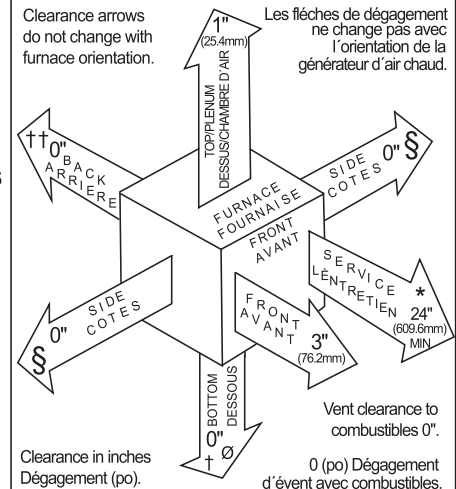 Clearance arrows
do not change with
furnace orientation.
Les fléches de dégagement
ne change pas avec
l´orientation de la
générateur d´air chaud.
1"
(25.4mm)
TOP/PLENUM
DESSUS/CHAMBRE D´AIR
††0"
BACK
ARRIERE
SIDE
COTES
0" §
FURNACE
FOURNAISE
FRONT
AVANT
SERVICE
LÈNTRETIEN
*
24"
(609.6mm)
MIN
§ 0"
SIDE
COTES
FRONT
AVANT
3"
(76.2mm)
BOTTOM
DESSOUS
0"
† Ø
Vent clearance to
combustibles 0".
Clearance in inches
Dégagement (po).
0 (po) Dégagement
d´évent avec combustibles.